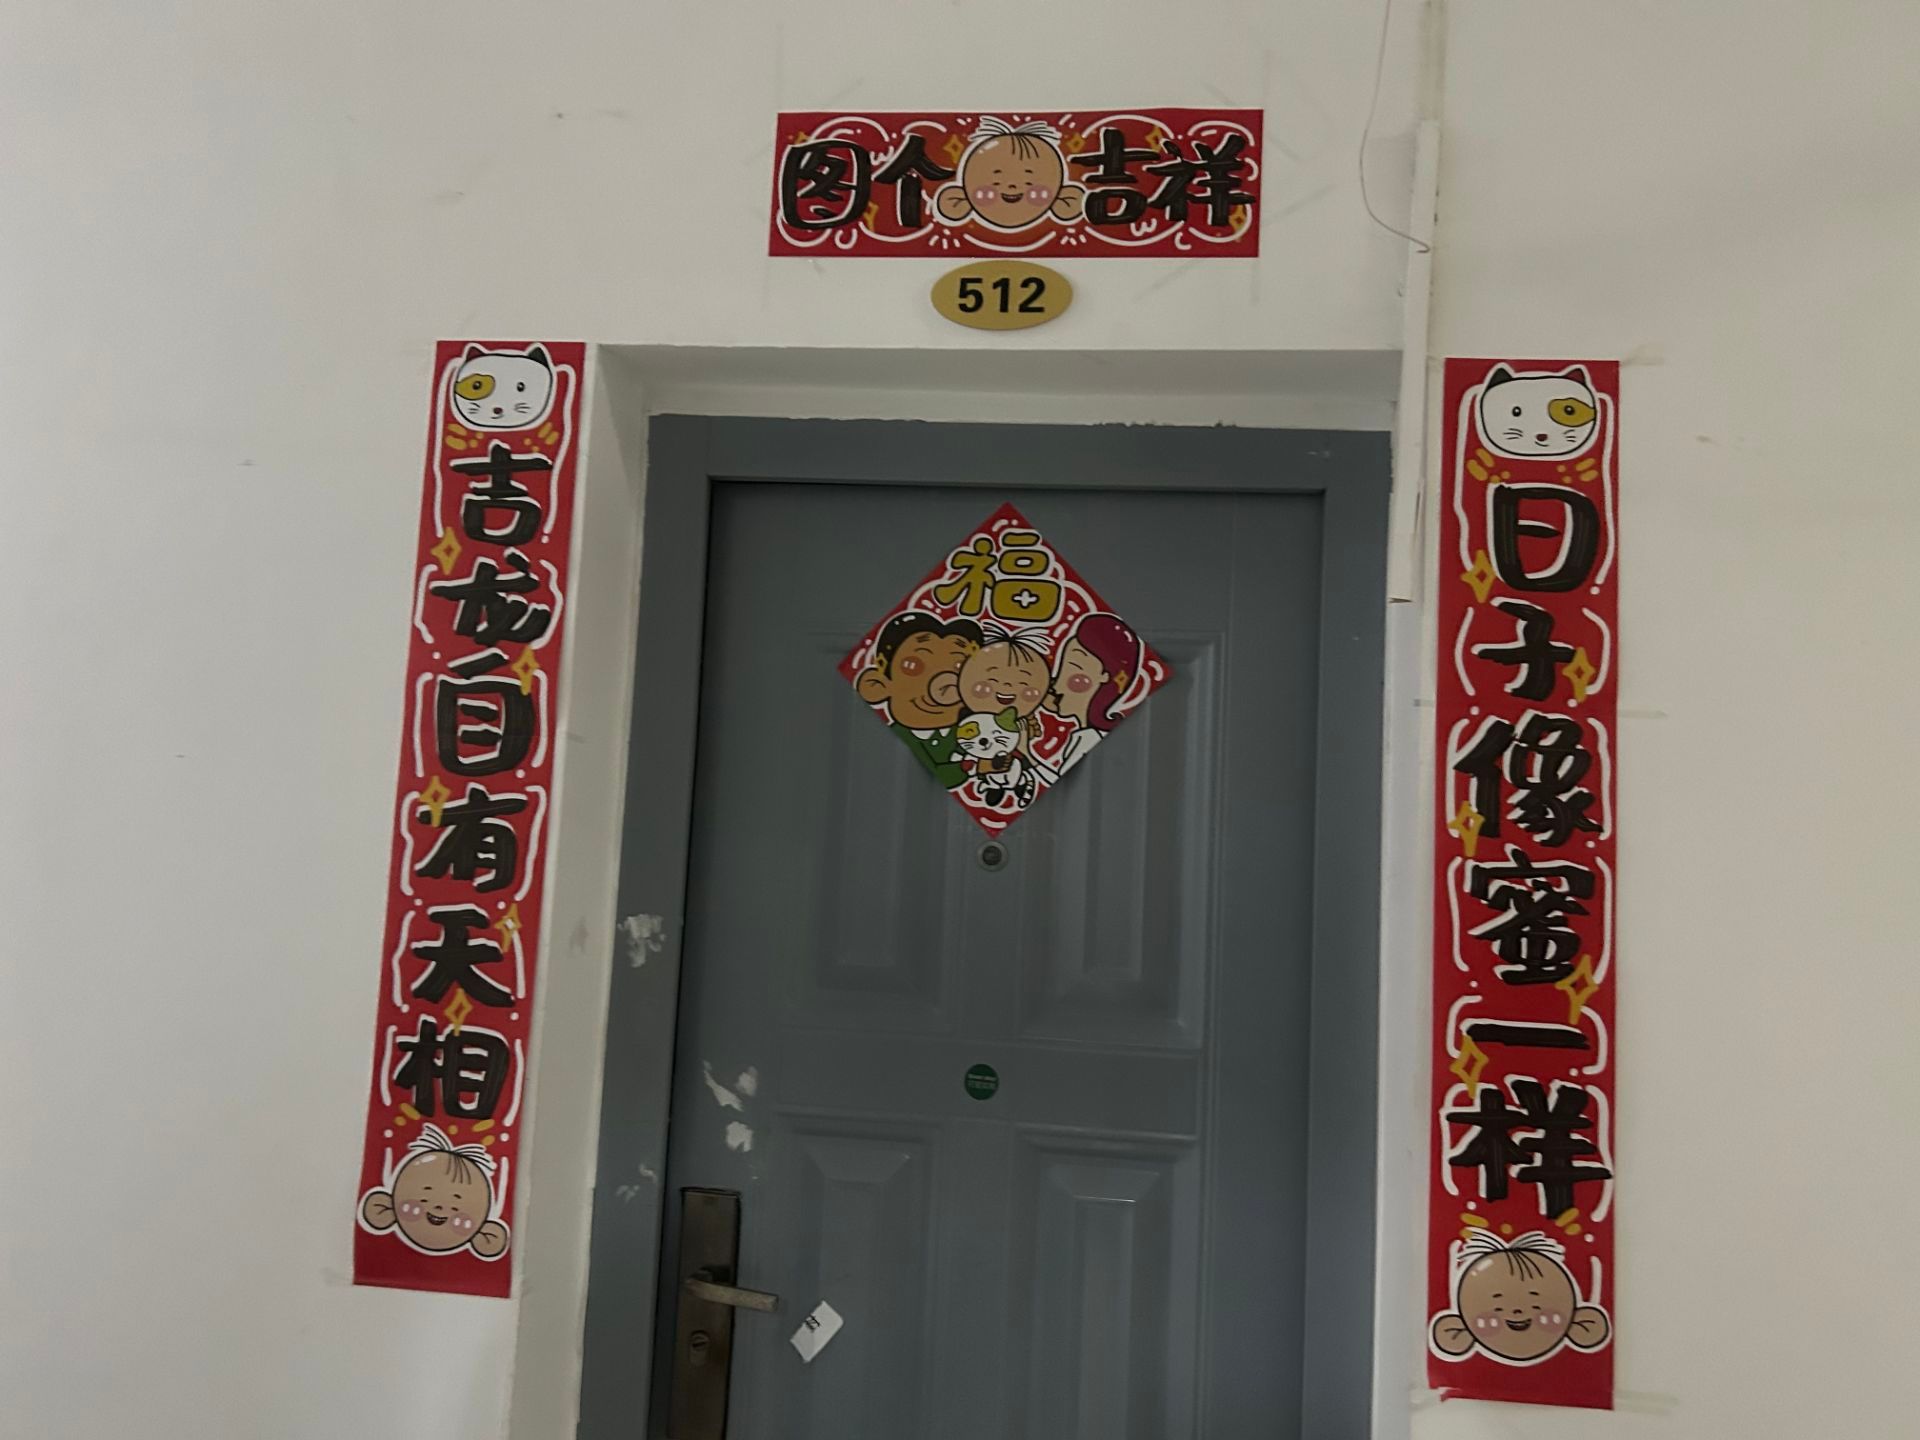 图个吉祥
512
吉龙自有天相
福
日子像蜜一样